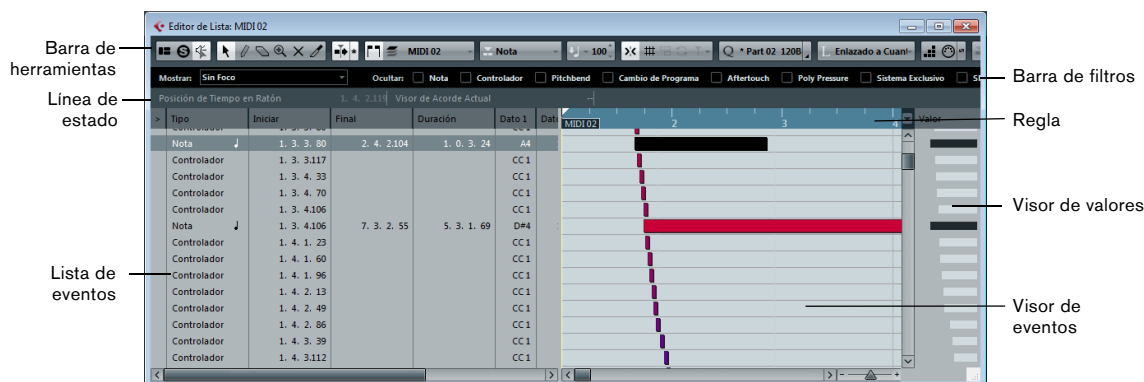 Editor de Lista: MIDI 02
Barra de herramientas
MIDI 02
Nota
100
Q * Part 02 120B
Enlazado a Cuanti
Mostrar: Sin Foco
Ocultar: Nota Controlador Pitchbend Cambio de Programa Aftertouch Poly Pressure Sistema Exclusivo
Barra de filtros
Línea de estado
Posición de Tiempo en Ratón 1. 4. 2.119 Visor de Acorde Actual --
> Tipo Iniciar Final Duración Dato 1
MIDI 02 2 3 4
Valor
Regla
Nota 1. 3. 3. 80 2. 4. 2.104 1. 0. 3. 24 A4
Controlador 1. 3. 3.117 CC 1
Controlador 1. 3. 4. 33 CC 1
Controlador 1. 3. 4. 70 CC 1
Controlador 1. 3. 4.106 CC 1
Visor de valores
Nota 1. 3. 4.106 7. 3. 2. 55 5. 3. 1. 69 D#4
Controlador 1. 4. 1. 23 CC 1
Controlador 1. 4. 1. 60 CC 1
Lista de eventos
Controlador 1. 4. 1. 96 CC 1
Controlador 1. 4. 2. 13 CC 1
Controlador 1. 4. 2. 49 CC 1
Visor de eventos
Controlador 1. 4. 2. 86 CC 1
Controlador 1. 4. 3. 39 CC 1
Controlador 1. 4. 3.112 CC 1